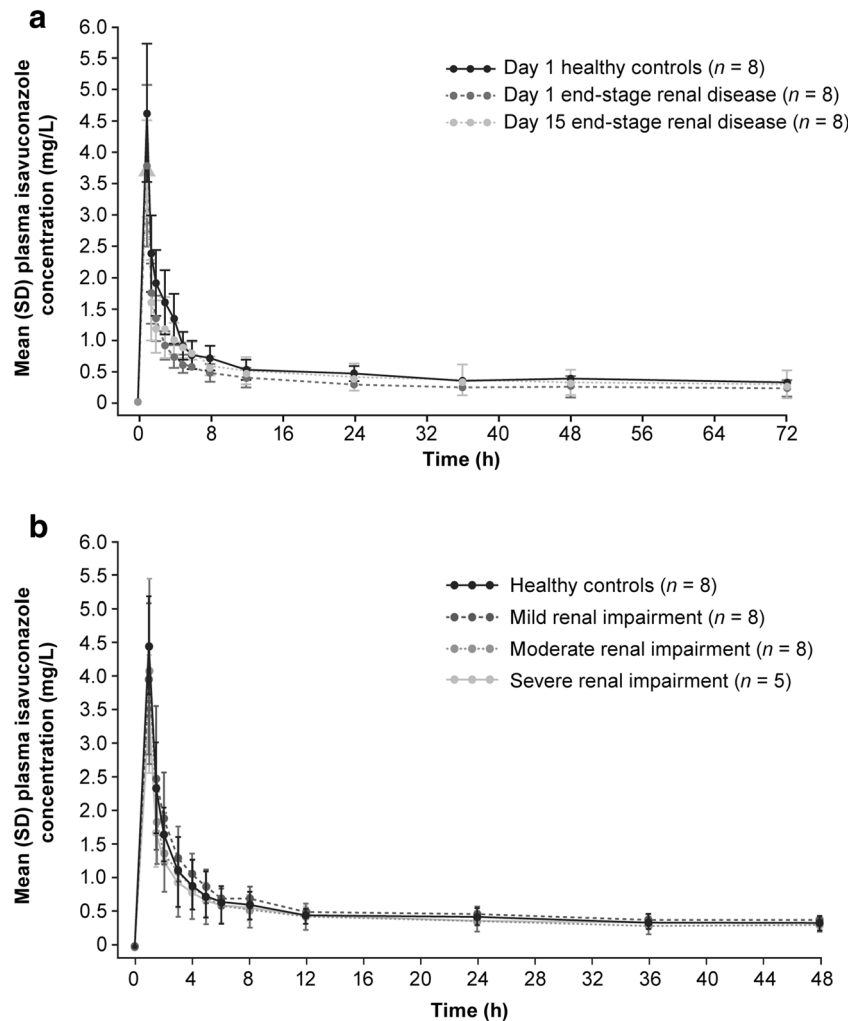 a
6.0
5.5
5.0
4.5
4.0
3.5
3.0
2.5
2.0
1.5
1.0
0.5
0
Mean (SD) plasma isavuconazole
concentration (mg/L)
Day 1 healthy controls (n = 8)
Day 1 end-stage renal disease (n = 8)
Day 15 end-stage renal disease (n = 8)
0 8 16 24 32 40 48 56 64 72
Time (h)
b
6.0
5.5
5.0
4.5
4.0
3.5
3.0
2.5
2.0
1.5
1.0
0.5
0
Mean (SD) plasma isavuconazole
concentration (mg/L)
Healthy controls (n = 8)
Mild renal impairment (n = 8)
Moderate renal impairment (n = 8)
Severe renal impairment (n = 5)
0 4 6 8 12 16 20 24 28 32 36 40 44 48
Time (h)